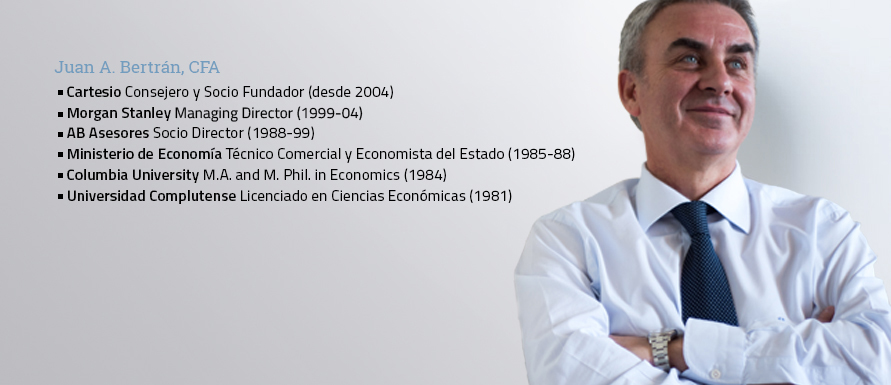 Juan A. Bertrán, CFA
▪ Cartesio Consejero y Socio Fundador (desde 2004)
▪ Morgan Stanley Managing Director (1999-04)
▪ AB Asesores Socio Director (1988-99)
▪ Ministerio de Economía Técnico Comercial y Economista del Estado (1985-88)
▪ Columbia University M.A. and M. Phil. in Economics (1984)
▪ Universidad Complutense Licenciado en Ciencias Económicas (1981)